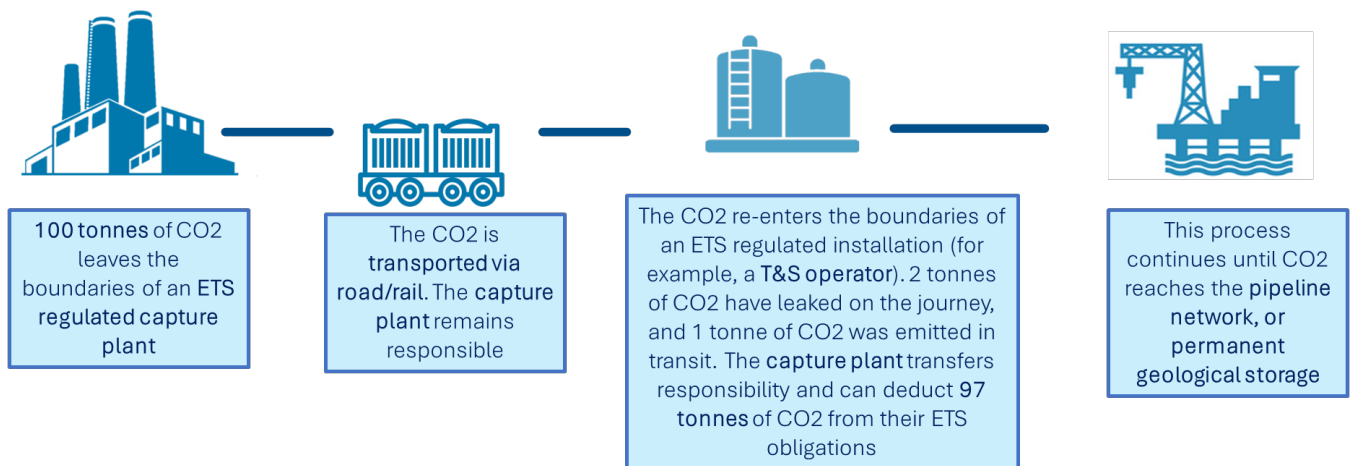 100 tonnes of CO2
leaves the
boundaries of an ETS
regulated capture
plant
The CO2 is
transported via
road/rail. The capture
plant remains
responsible
The CO2 re-enters the boundaries of
an ETS regulated installation (for
example, a T&S operator). 2 tonnes
of CO2 have leaked on the journey,
and 1 tonne of CO2 was emitted in
transit. The capture plant transfers
responsibility and can deduct 97
tonnes of CO2 from their ETS
obligations
This process
continues until CO2
reaches the pipeline
network, or
permanent
geological storage